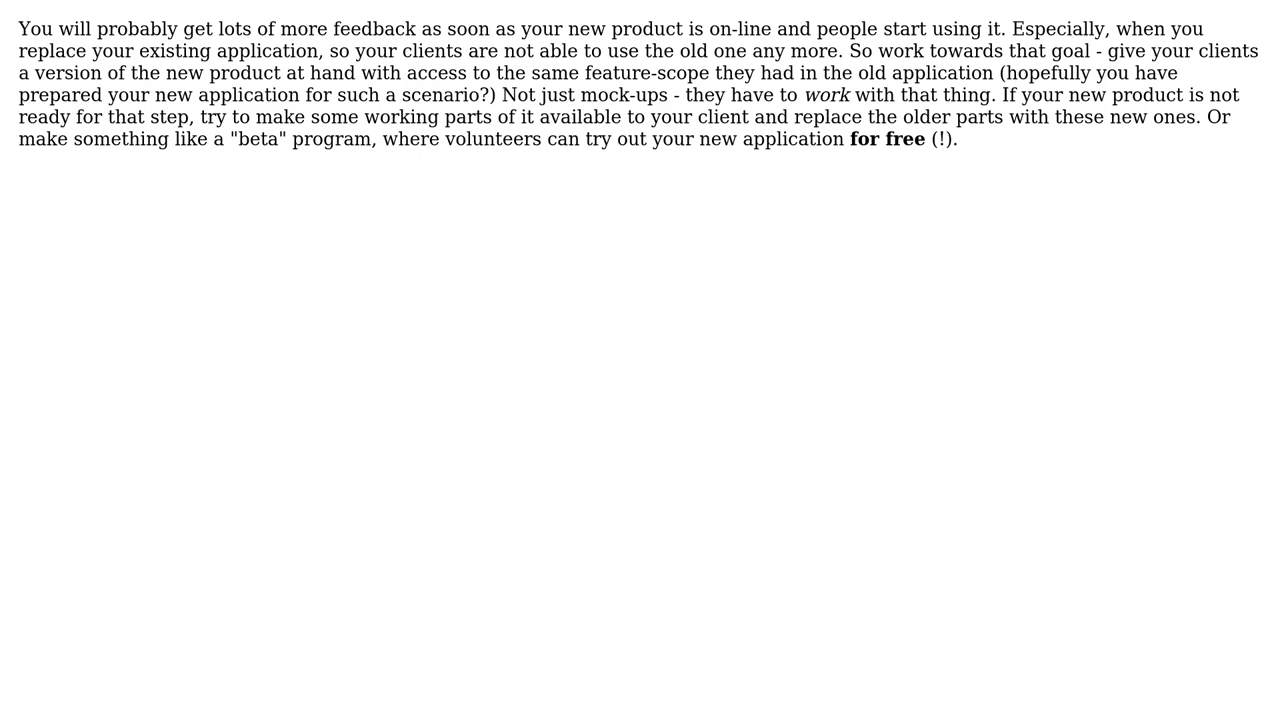 You will probably get lots of more feedback as soon as your new product is on-line and people start using it. Especially, when you
replace your existing application, so your clients are not able to use the old one any more. So work towards that goal - give your clients
a version of the new product at hand with access to the same feature-scope they had in the old application (hopefully you have
prepared your new application for such a scenario?) Not just mock-ups - they have to work with that thing. If your new product is not
ready for that step, try to make some working parts of it available to your client and replace the older parts with these new ones. Or
make something like a "beta" program, where volunteers can try out your new application for free (!).